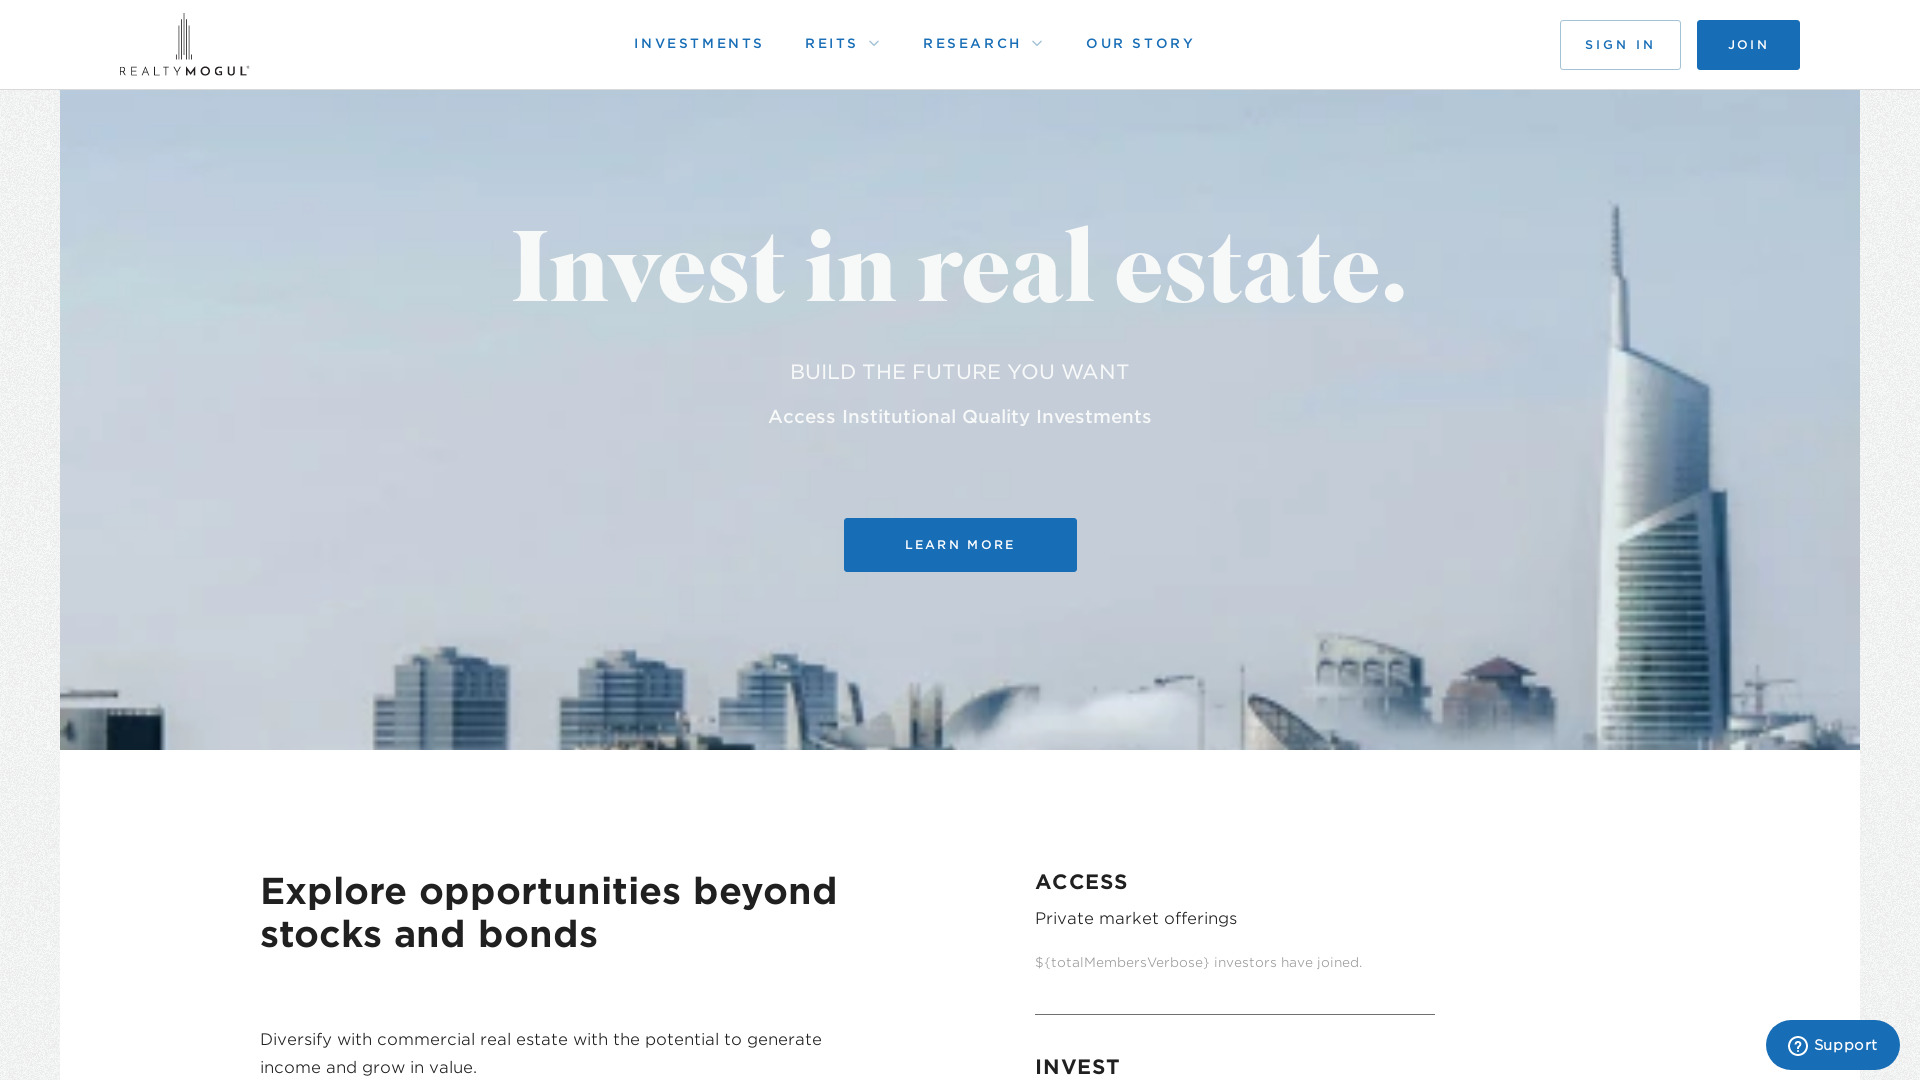 REALTYMOGUL®
INVESTMENTS
REITS
RESEARCH
OUR STORY
SIGN IN
JOIN
Invest in real estate.
BUILD THE FUTURE YOU WANT
Access Institutional Quality Investments
LEARN MORE
Explore opportunities beyond
stocks and bonds
Diversify with commercial real estate with the potential to generate
income and grow in value.
ACCESS
Private market offerings
${totalMembersVerbose} investors have joined.
INVEST
Support